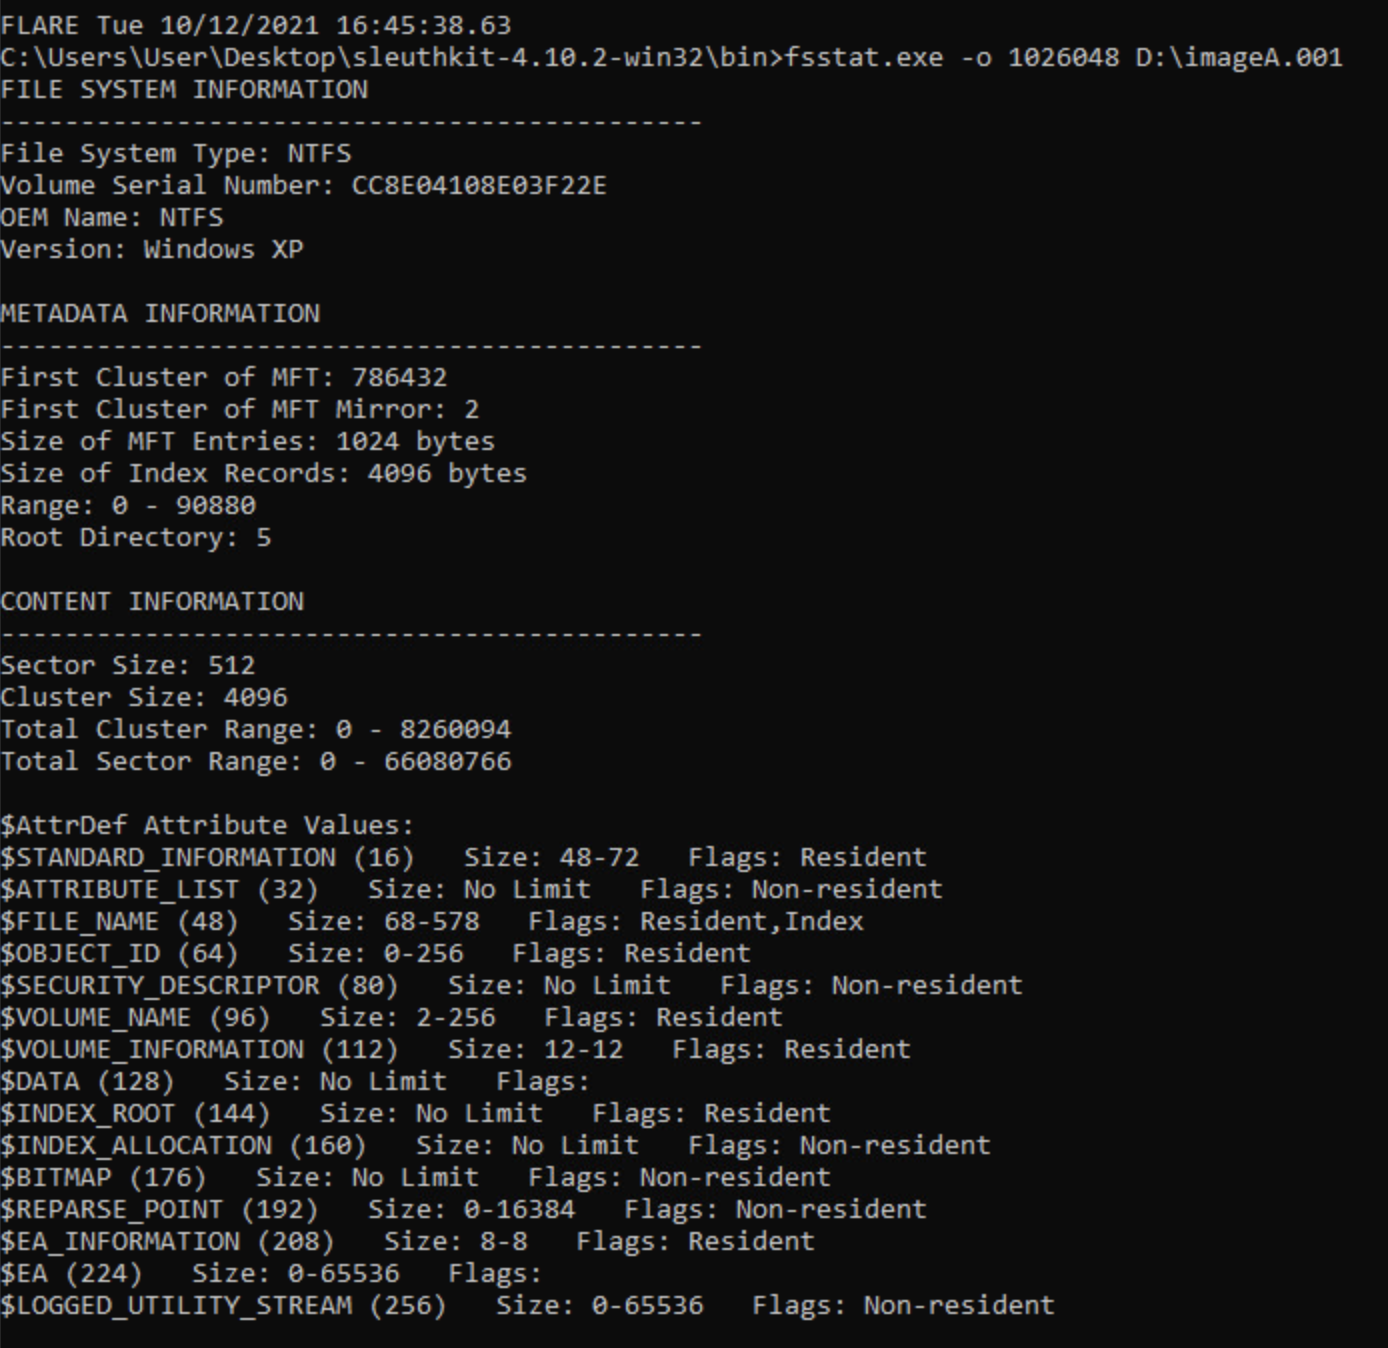 FLARE Tue 10/12/2021 16:45:38.63
C:\Users\User\Desktop\sleuthkit-4.10.2-win32\bin>fsstat.exe -o 1026048 D:\imageA.001
FILE SYSTEM INFORMATION
--------------------------------------------
File System Type: NTFS
Volume Serial Number: CC8E04108E03F22E
OEM Name: NTFS
Version: Windows XP

METADATA INFORMATION
--------------------------------------------
First Cluster of MFT: 786432
First Cluster of MFT Mirror: 2
Size of MFT Entries: 1024 bytes
Size of Index Records: 4096 bytes
Range: 0 - 90880
Root Directory: 5

CONTENT INFORMATION
--------------------------------------------
Sector Size: 512
Cluster Size: 4096
Total Cluster Range: 0 - 8260094
Total Sector Range: 0 - 66080766

$AttrDef Attribute Values:
$STANDARD_INFORMATION (16)   Size: 48-72   Flags: Resident
$ATTRIBUTE_LIST (32)   Size: No Limit   Flags: Non-resident
$FILE_NAME (48)   Size: 68-578   Flags: Resident,Index
$OBJECT_ID (64)   Size: 0-256   Flags: Resident
$SECURITY_DESCRIPTOR (80)   Size: No Limit   Flags: Non-resident
$VOLUME_NAME (96)   Size: 2-256   Flags: Resident
$VOLUME_INFORMATION (112)   Size: 12-12   Flags: Resident
$DATA (128)   Size: No Limit   Flags:
$INDEX_ROOT (144)   Size: No Limit   Flags: Resident
$INDEX_ALLOCATION (160)   Size: No Limit   Flags: Non-resident
$BITMAP (176)   Size: No Limit   Flags: Non-resident
$REPARSE_POINT (192)   Size: 0-16384   Flags: Non-resident
$EA_INFORMATION (208)   Size: 8-8   Flags: Resident
$EA (224)   Size: 0-65536   Flags:
$LOGGED_UTILITY_STREAM (256)   Size: 0-65536   Flags: Non-resident